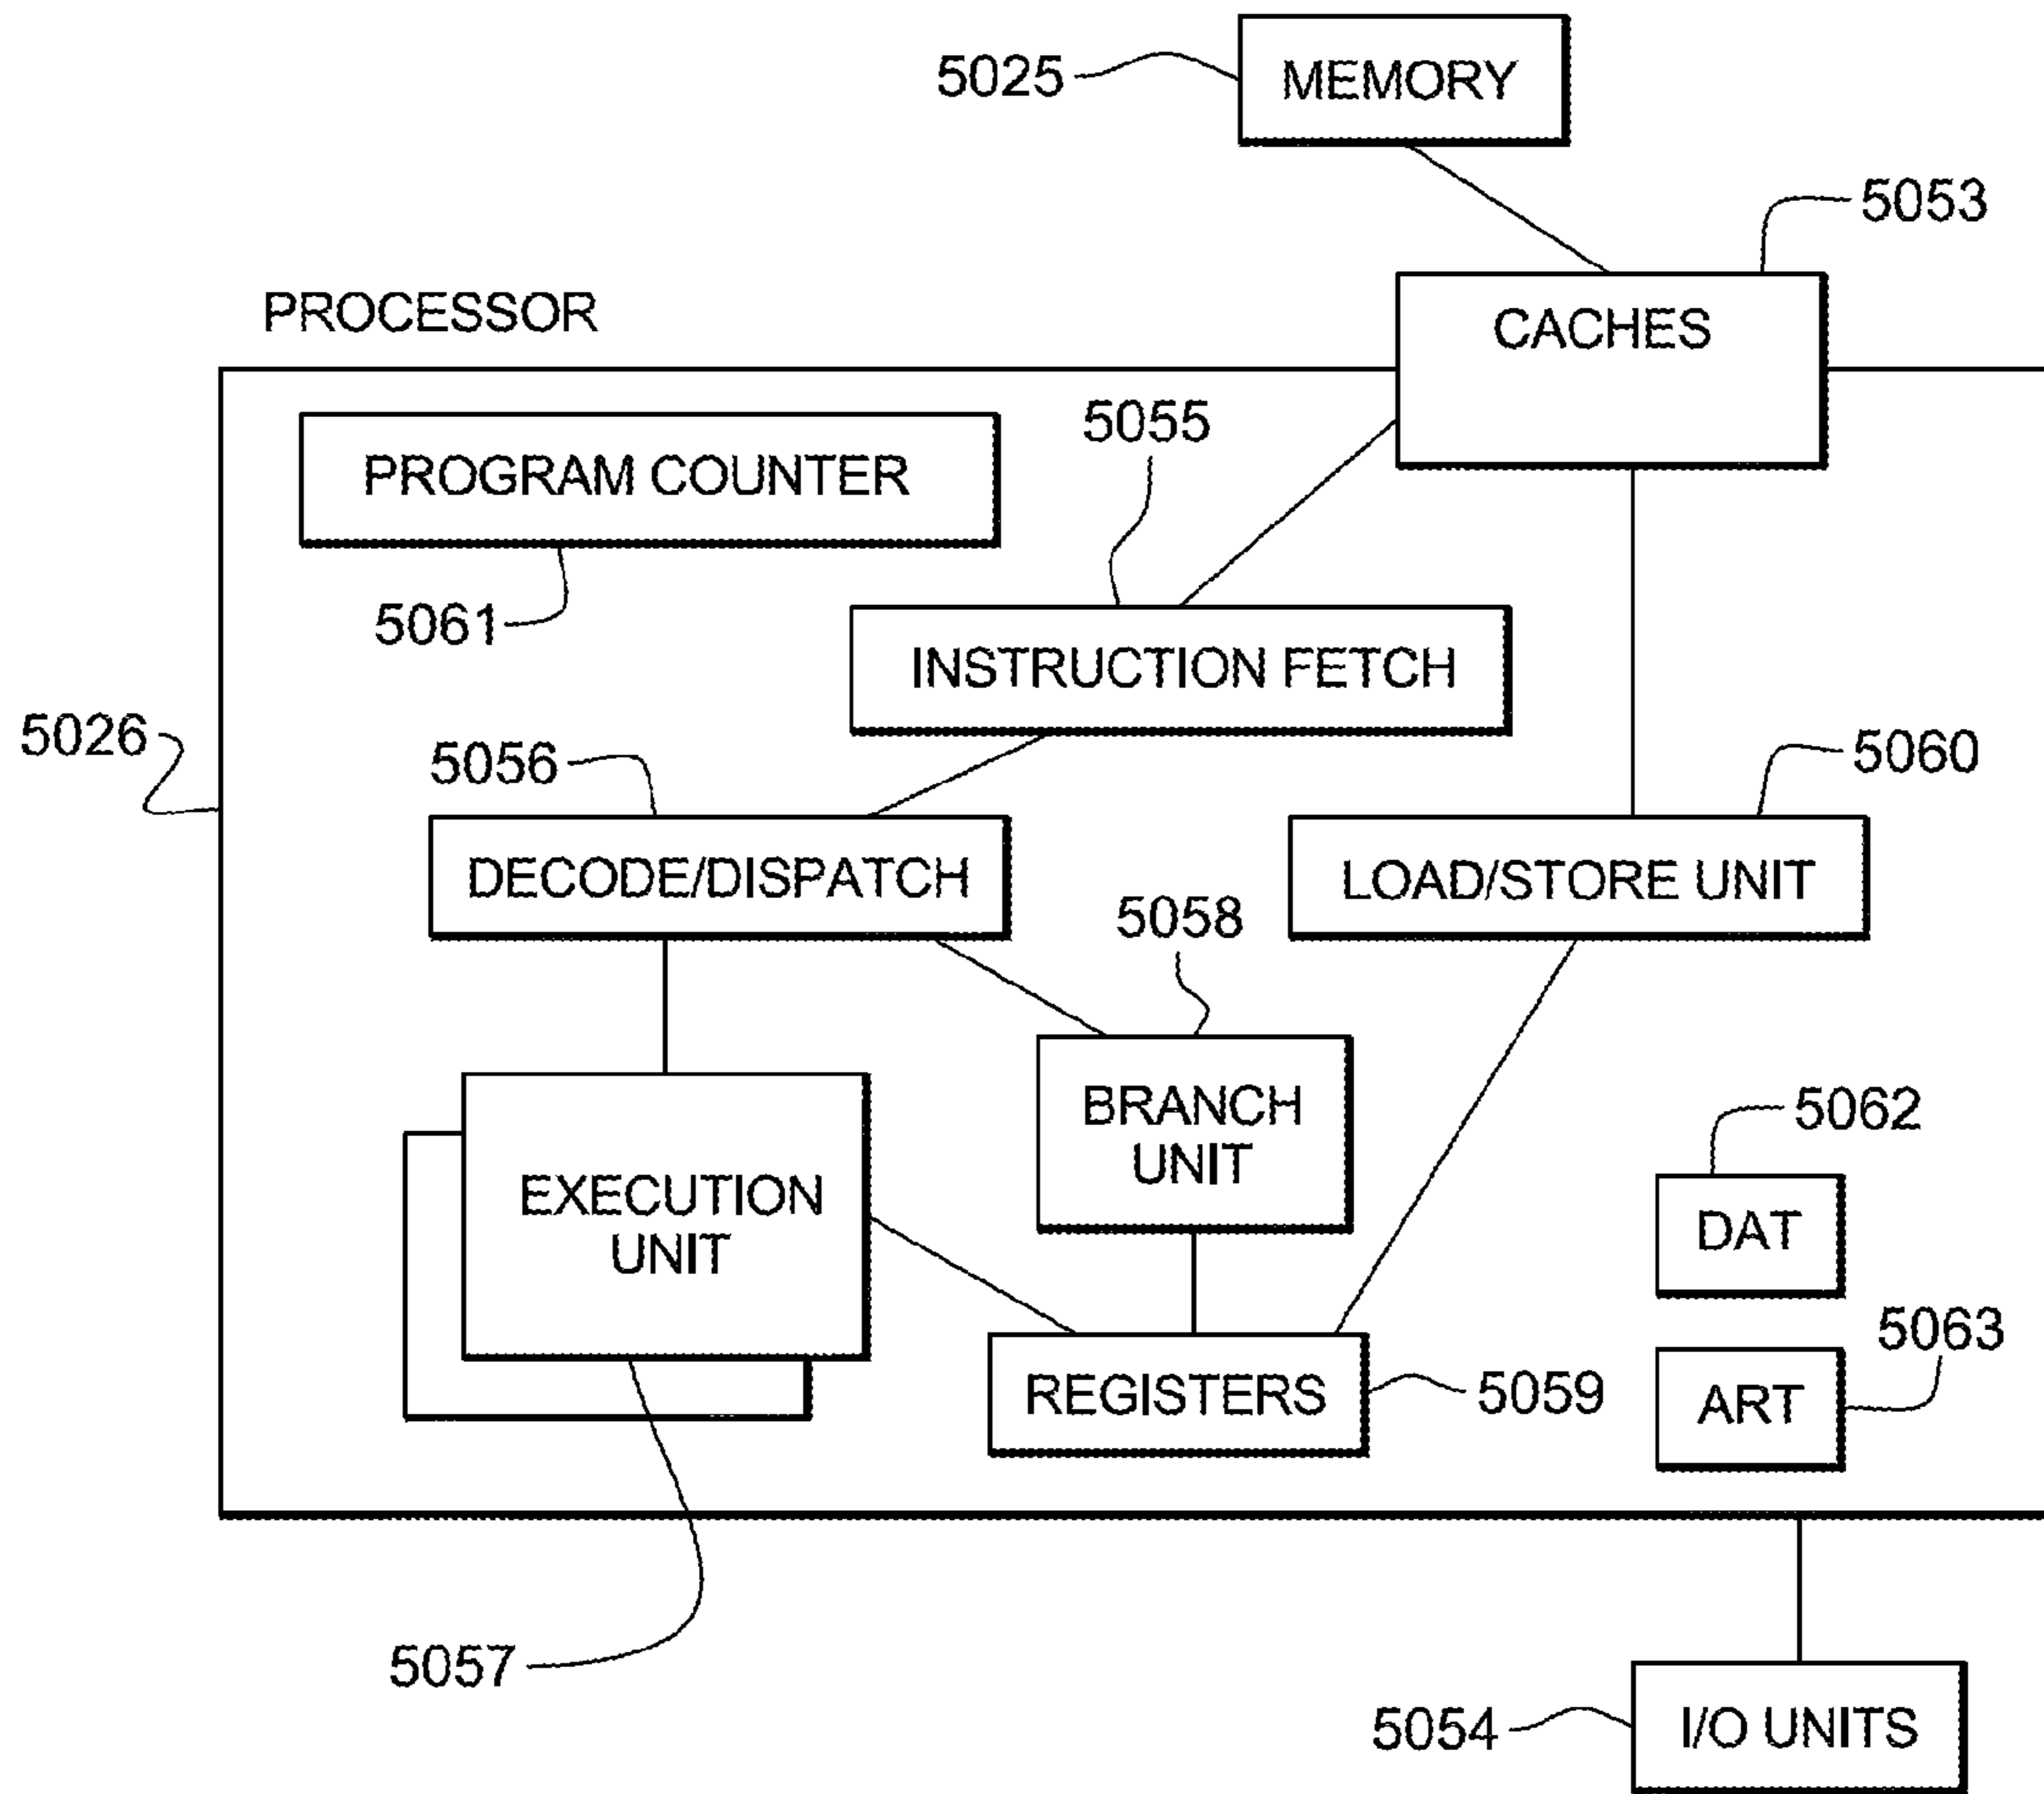 MEMORY
5025
5053
PROCESSOR
CACHES
5055
PROGRAM COUNTER
5061
INSTRUCTION FETCH
5026
5056
5060
DECODE/DISPATCH
LOAD/STORE UNIT
5058
BRANCH
UNIT
5062
EXECUTION
UNIT
DAT
5063
REGISTERS
5059
ART
5057
5054
I/O UNITS